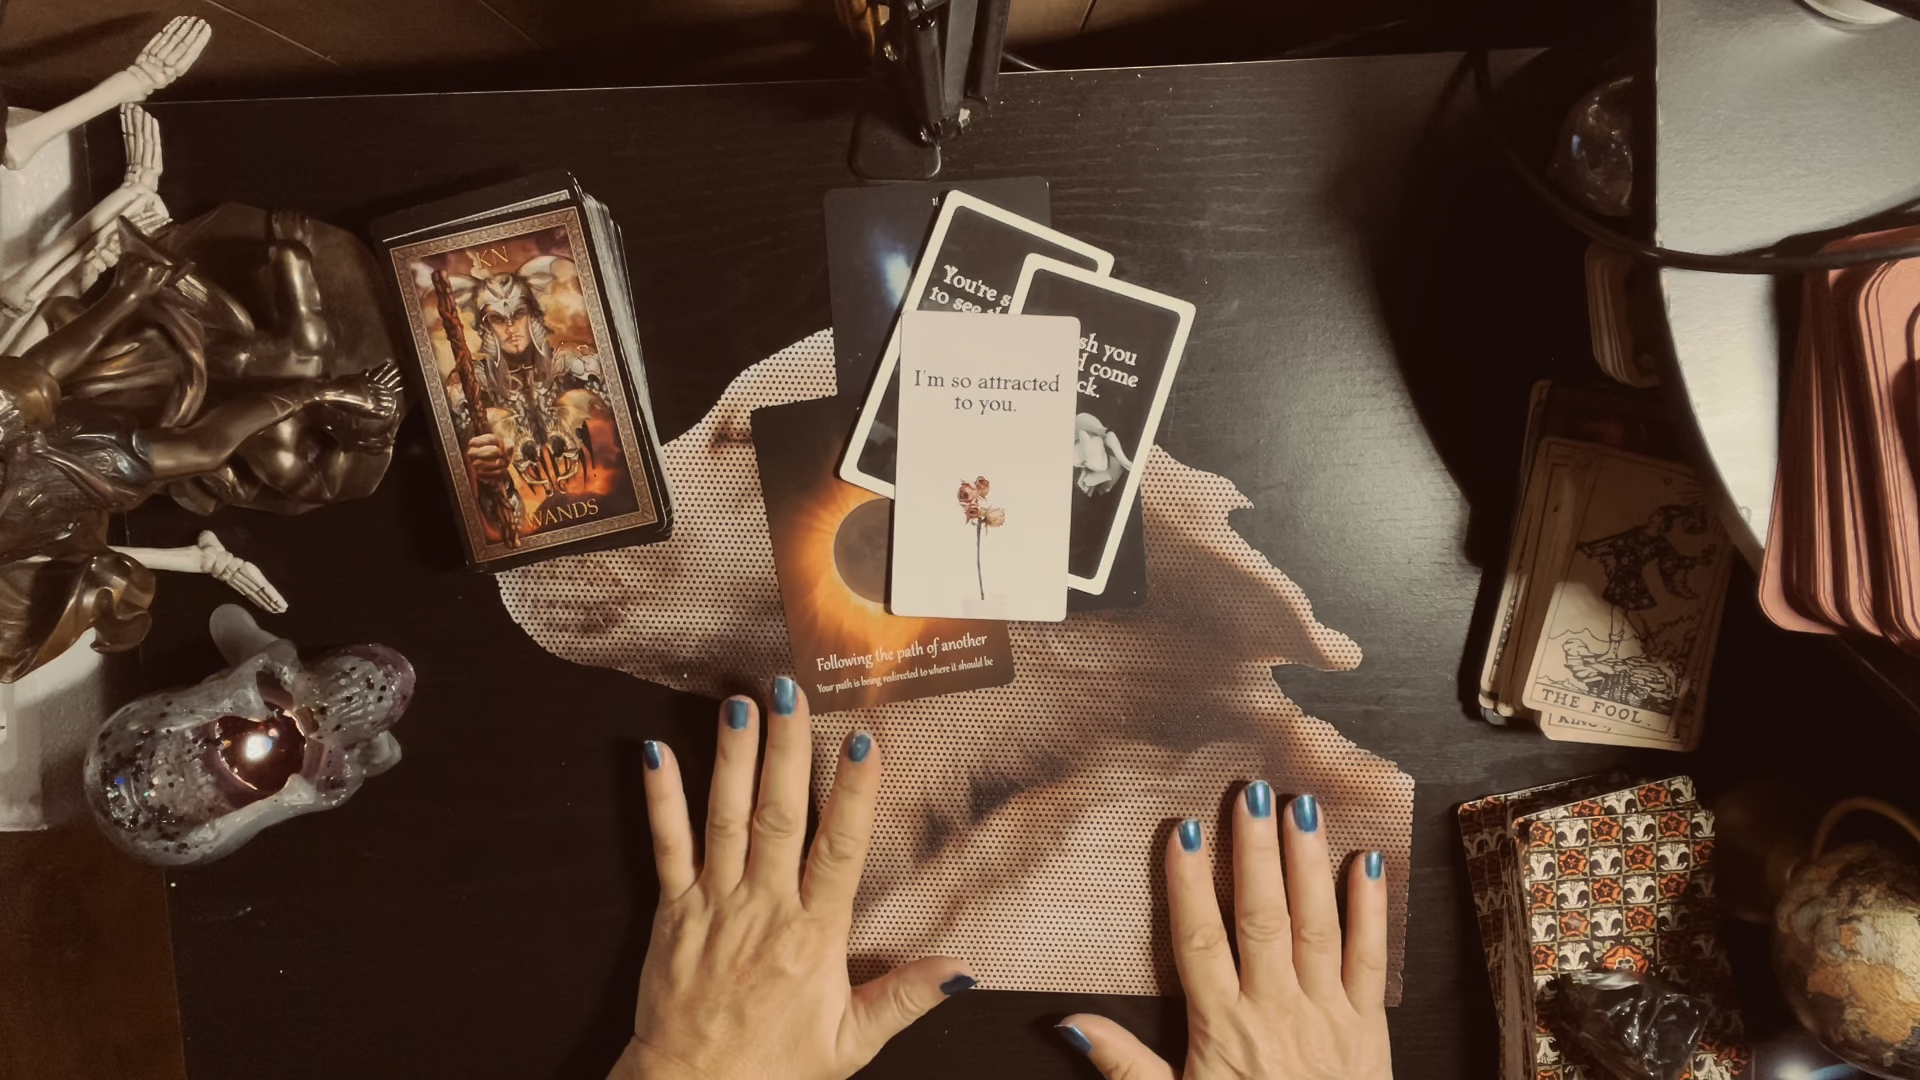 KN
WANDS
You're
to see
sh you
come
ck.
I'm so attracted
to you.
Following the path of another
Your path is being redirected to where it should be
THE FOOL.
KING